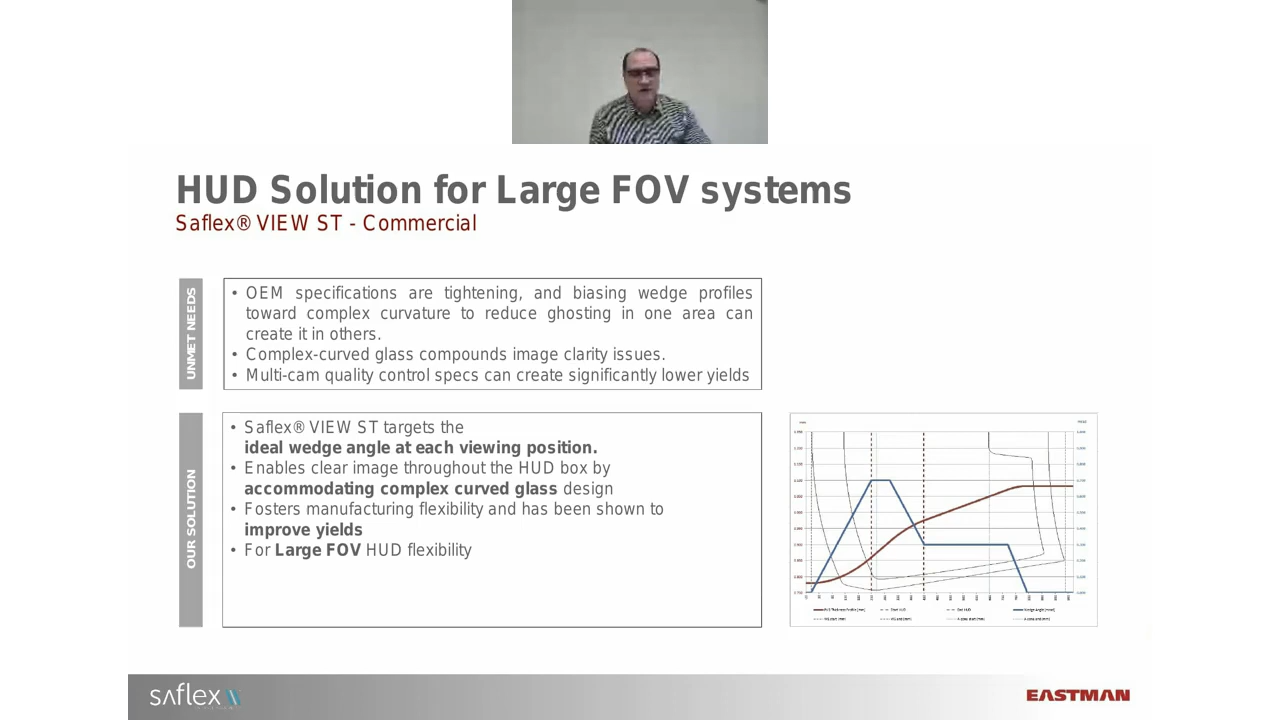 HUD Solution for Large FOV systems
Saflex® VIEW ST - Commercial
UNMET NEEDS
• OEM specifications are tightening, and biasing wedge profiles
toward complex curvature to reduce ghosting in one area can
create it in others.
• Complex-curved glass compounds image clarity issues.
• Multi-cam quality control specs can create significantly lower yields
OUR SOLUTION
• Saflex® VIEW ST targets the
ideal wedge angle at each viewing position.
• Enables clear image throughout the HUD box by
accommodating complex curved glass design
• Fosters manufacturing flexibility and has been shown to
improve yields
• For Large FOV HUD flexibility
saflex
EASTMAN